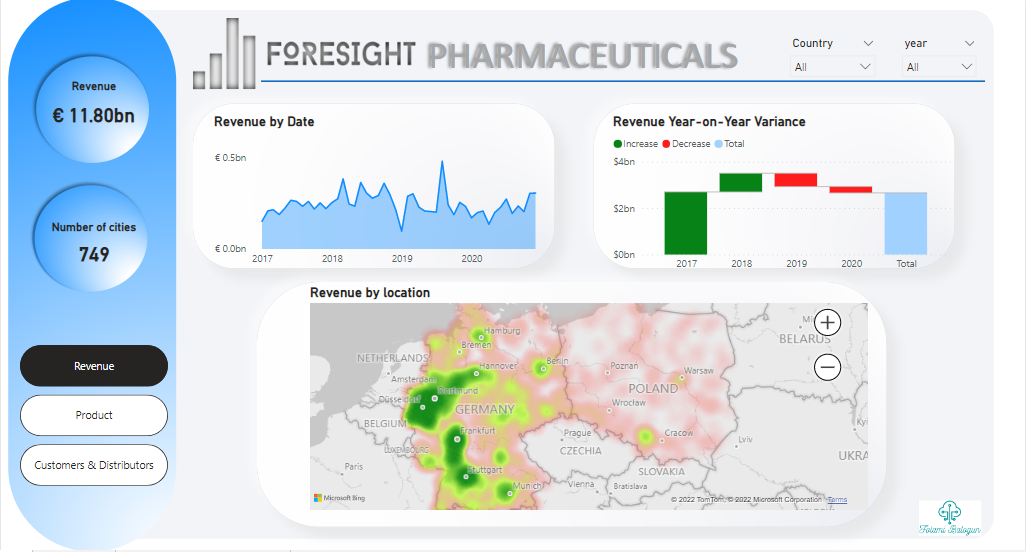 FORESIGHT PHARMACEUTICALS
Country
year
All
All
Revenue
€ 11.80bn
Number of cities
749
Revenue
Product
Customers & Distributors
Revenue by Date
€ 0.5bn
€ 0.0bn
2017 2018 2019 2020
Revenue Year-on-Year Variance
Increase Decrease Total
$4bn
$2bn
$0bn
2017 2018 2019 2020 Total
Revenue by location
Hamburg
Bremen
BELARUS
NETHERLANDS
Hannover
Berlin
Poznan
Warsaw
Amsterdam
Dortmund
POLAND
Düsseldorf
GERMANY
Wrocław
BELGIUM
Frankfurt
Prague
Cracow
Lviv
LUXEMBOURG
CZECHIA
UKRA
Paris
Stuttgart
SLOVAKIA
Munich
Vienna
Bratislava
Microsoft Bing
© 2022 TomTom, © 2022 Microsoft Corporation Terms
Folami Balogun